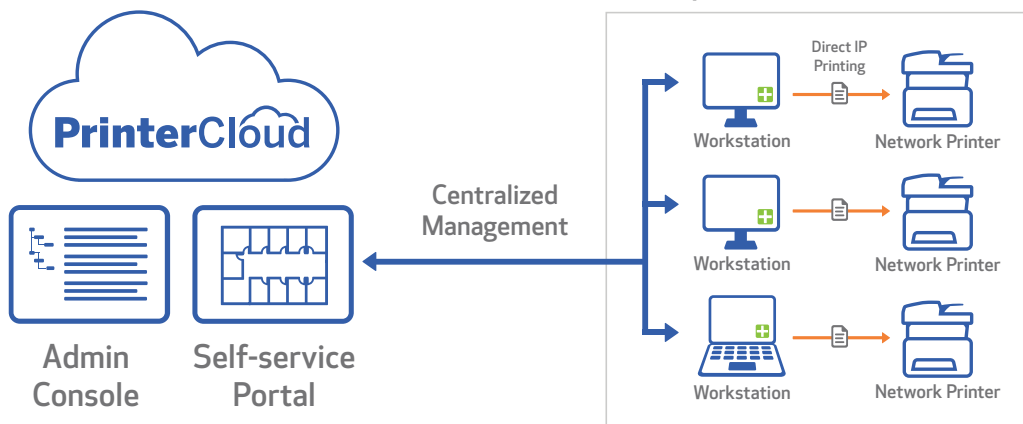 PrinterCloud
Admin
Console
Self-service
Portal
Centralized
Management
Direct IP
Printing
Workstation
Network Printer
Workstation
Network Printer
Workstation
Network Printer